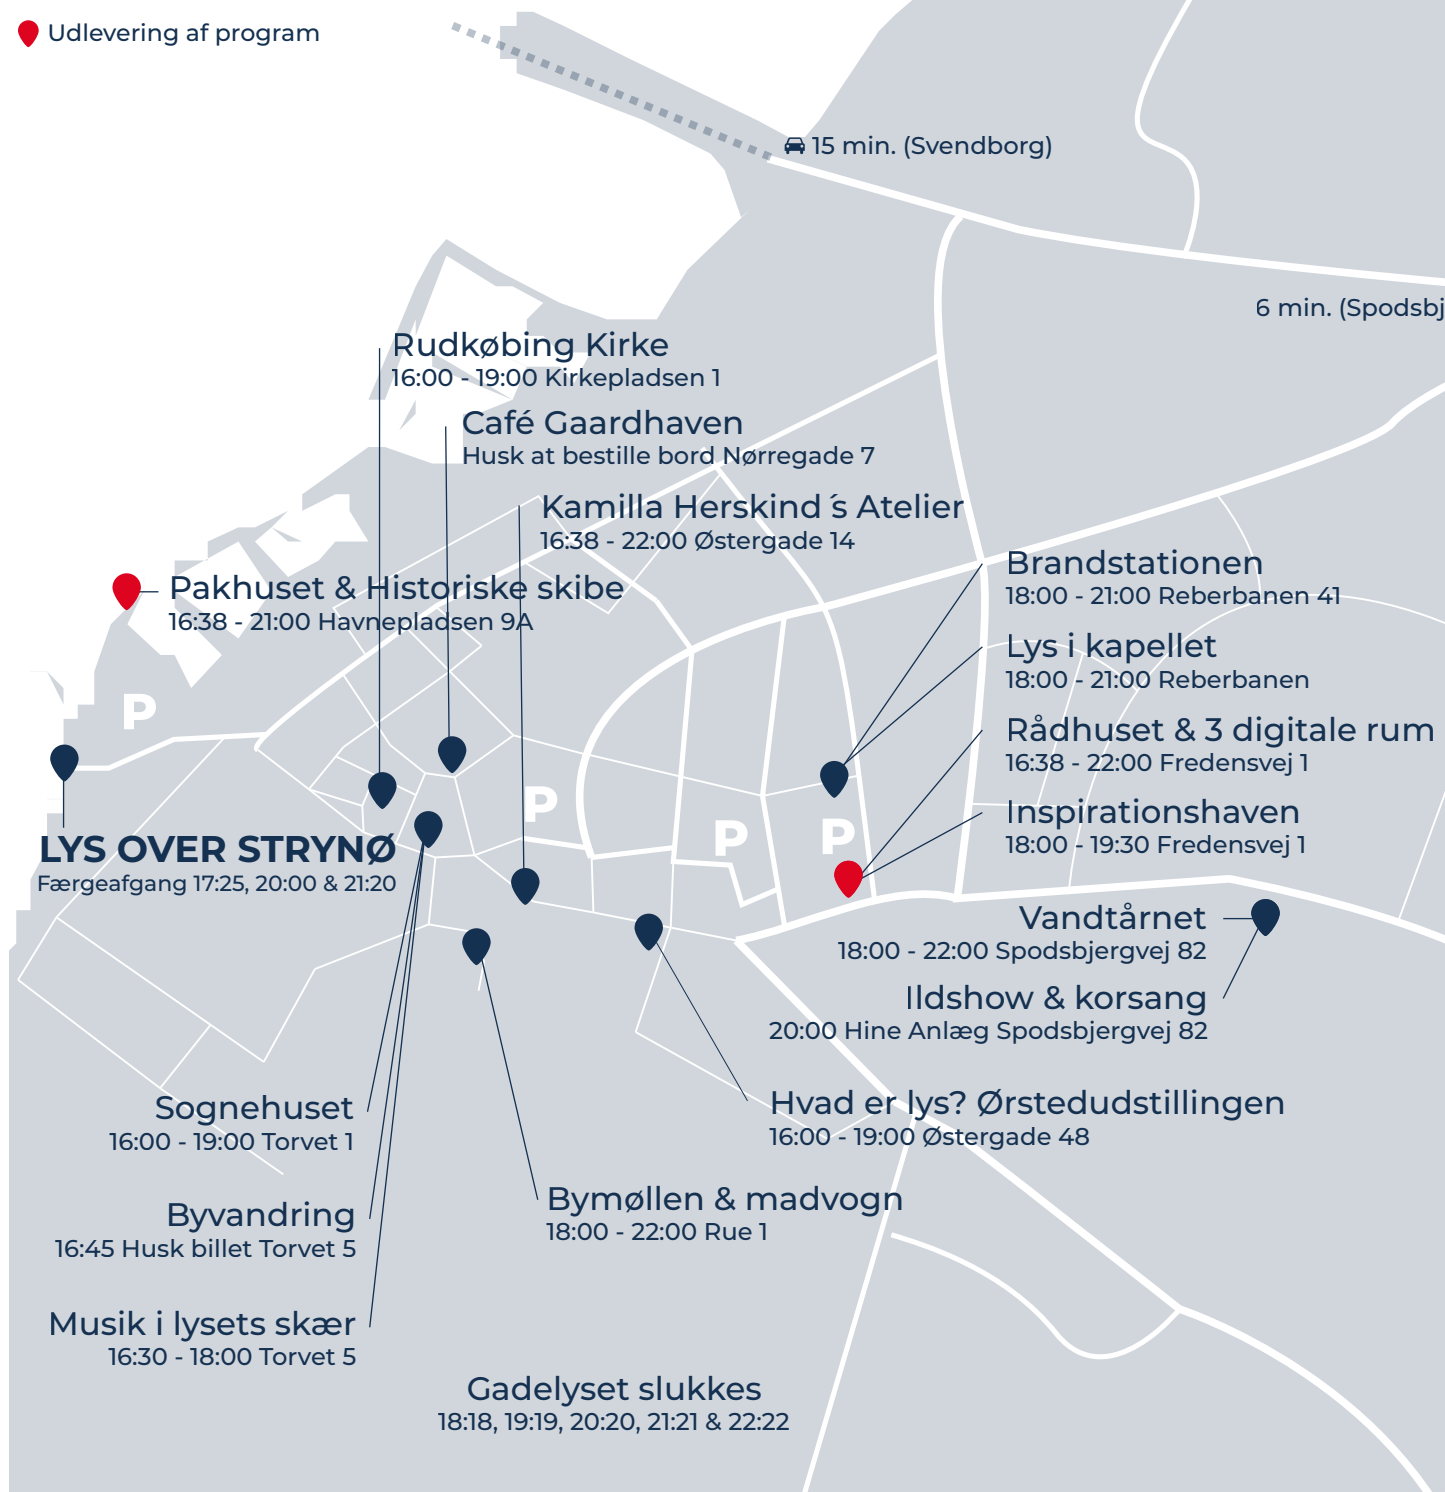 Udlevering af program
15 min. (Svendborg)
6 min. (Spodsbj
Rudkøbing Kirke
16:00 - 19:00 Kirkepladsen 1
Café Gaardhaven
Husk at bestille bord Nørregade 7
Kamilla Herskind ́s Atelier
16:38 - 22:00 Østergade 14
Brandstationen
18:00 - 21:00 Reberbanen 41
Pakhuset & Historiske skibe
16:38 - 21:00 Havnepladsen 9A
Lys i kapellet
18:00 - 21:00 Reberbanen
P
Rådhuset & 3 digitale rum
16:38 - 22:00 Fredensvej 1
P
P
P
Inspirationshaven
18:00 - 19:30 Fredensvej 1
LYS OVER STRYNØ
Færgeafgang 17:25, 20:00 & 21:20
Vandtårnet
18:00 - 22:00 Spodsbjergvej 82
Ildshow & korsang
20:00 Hine Anlæg Spodsbjergvej 82
Sognehuset
16:00 - 19:00 Torvet 1
Hvad er lys? Ørstedudstillingen
16:00 - 19:00 Østergade 48
Bymøllen & madvogn
18:00 - 22:00 Rue 1
Byvandring
16:45 Husk billet Torvet 5
Musik i lysets skær
16:30 - 18:00 Torvet 5
Gadelyset slukkes
18:18, 19:19, 20:20, 21:21 & 22:22